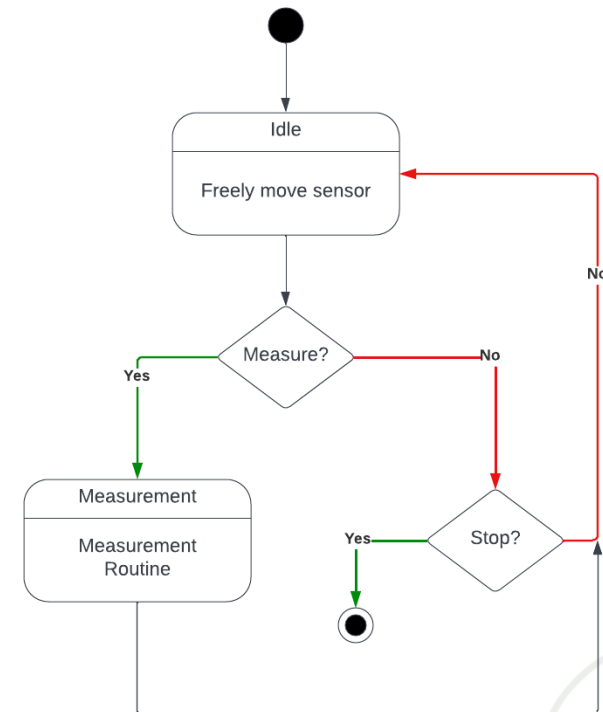 Idle
Freely move sensor
No
Measure?
No
Yes
Measurement
Measurement
Routine
Stop?
Yes